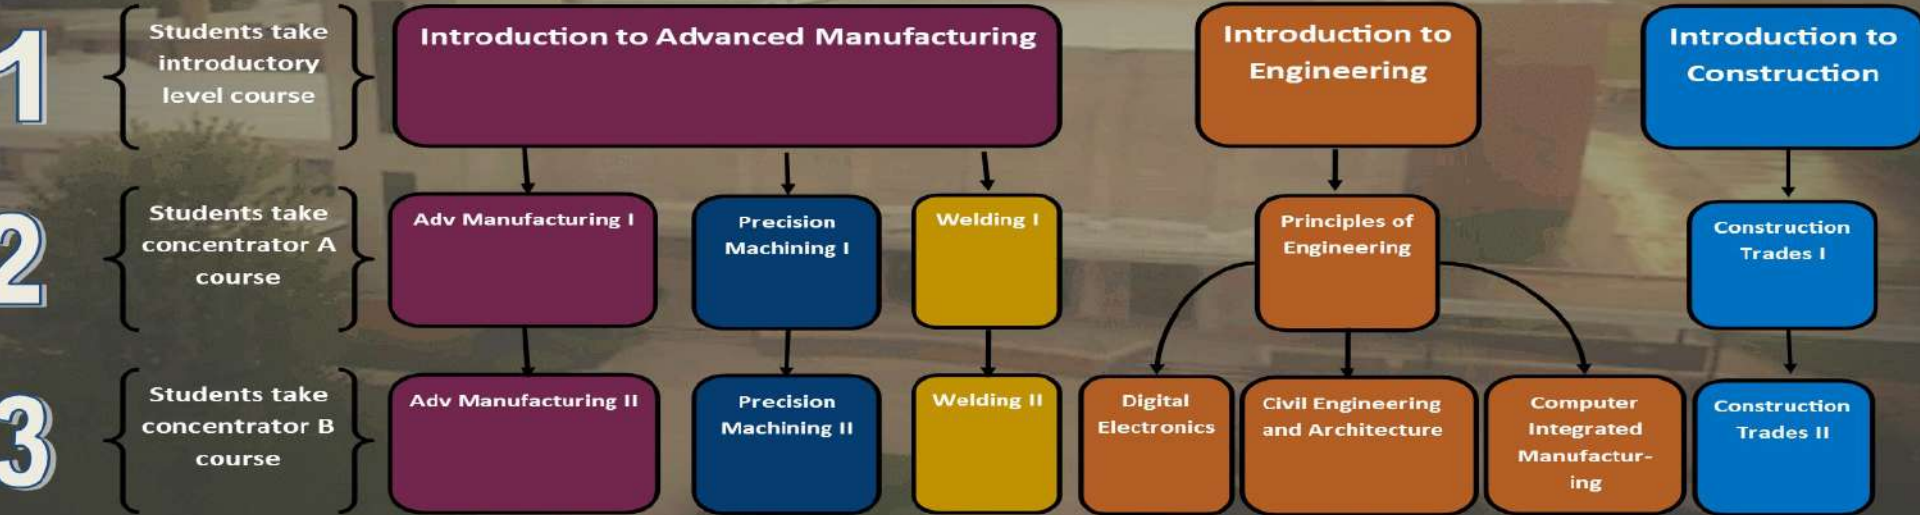 1
Students take
introductory
level course
Introduction to Advanced Manufacturing
Introduction to
Engineering
Introduction to
Construction
2
Students take
concentrator A
course
Adv Manufacturing I
Precision
Machining I
Welding I
Principles of
Engineering
Construction
Trades I
3
Students take
concentrator B
course
Adv Manufacturing II
Precision
Machining II
Welding II
Digital
Electronics
Civil Engineering
and Architecture
Computer
Integrated
Manufactur-
ing
Construction
Trades II